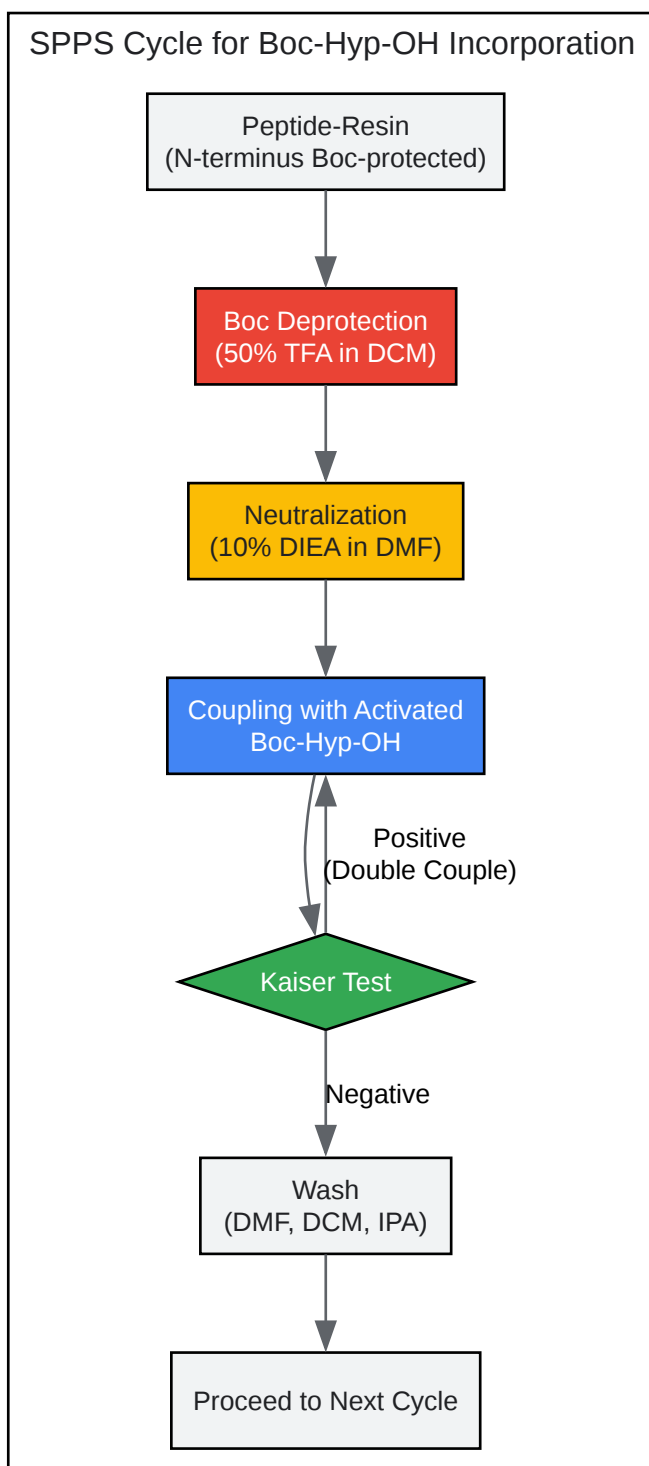 SPPS Cycle for Boc-Hyp-OH Incorporation
Peptide-Resin
(N-terminus Boc-protected)
Boc Deprotection
(50% TFA in DCM)
Neutralization
(10% DIEA in DMF)
Coupling with Activated
Boc-Hyp-OH
Positive
(Double Couple)
Kaiser Test
Negative
Wash
(DMF, DCM, IPA)
Proceed to Next Cycle